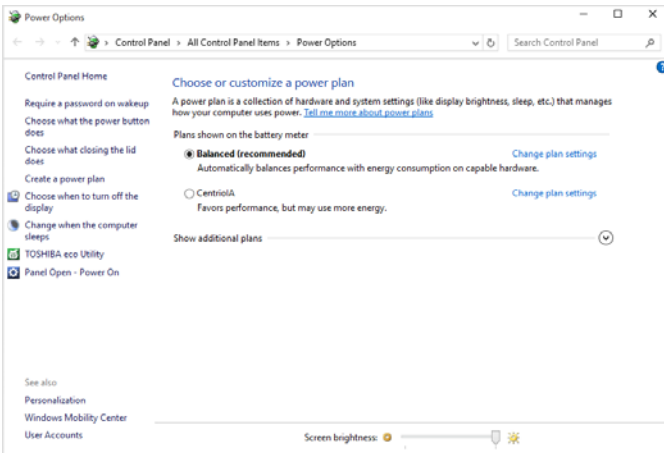 Power Options
Control Panel > All Control Panel Items > Power Options
Search Control Panel
Control Panel Home
Require a password on wakeup
Choose what the power button
does
Choose what closing the lid
does
Create a power plan
Choose when to turn off the
display
Change when the computer
sleeps
TOSHIBA eco Utility
Panel Open - Power On
See also
Personalization
Windows Mobility Center
User Accounts
Choose or customize a power plan
A power plan is a collection of hardware and system settings (like display brightness, sleep, etc.) that manages
how your computer uses power. Tell me more about power plans
Plans shown on the battery meter
Balanced (recommended) Change plan settings
Automatically balances performance with energy consumption on capable hardware.
CentriolA Change plan settings
Favors performance, but may use more energy.
Show additional plans
Screen brightness: